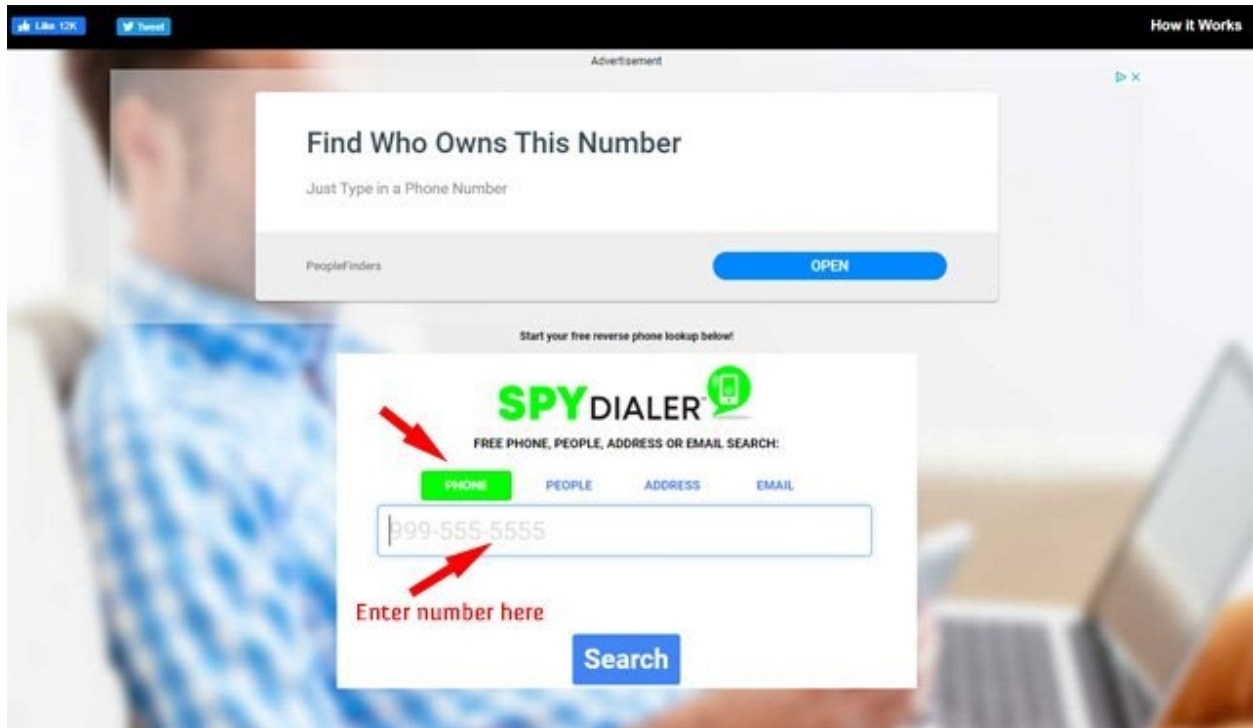 Like 12K
Tweet
How it Works
Advertisement
Find Who Owns This Number
Just Type in a Phone Number
PeopleFinders
OPEN
Start your free reverse phone lookup below!
SPYDIALER
FREE PHONE, PEOPLE, ADDRESS OR EMAIL SEARCH:
PHONE PEOPLE ADDRESS EMAIL
999-555-5555
Enter number here
Search